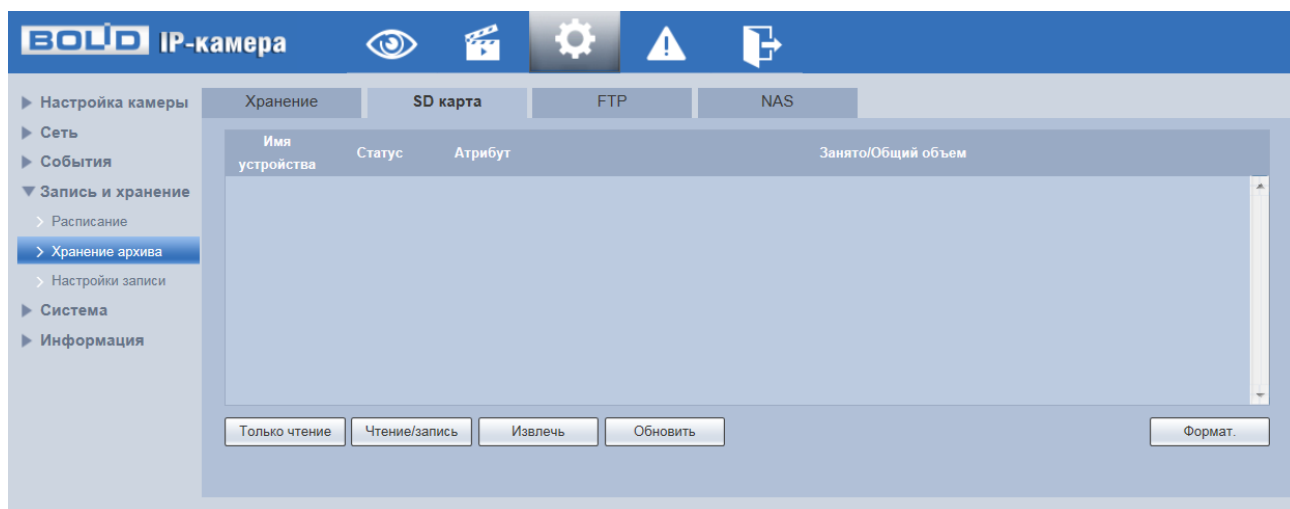 BOLID IP-камера
Настройка камеры
Сеть
События
Запись и хранение
Расписание
Хранение архива
Настройки записи
Система
Информация
Хранение SD карта FTP NAS
Имя устройства Статус Атрибут Занято/Общий объем
Только чтение Чтение/запись Извлечь Обновить Формат.